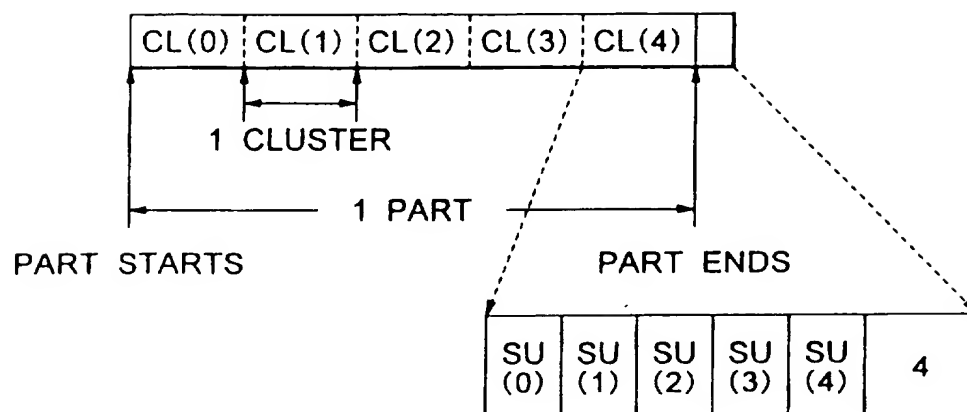 CL(0) CL(1) CL(2) CL(3) CL(4)
1 CLUSTER
1 PART
PART STARTS PART ENDS
SU SU SU SU SU
(0) (1) (2) (3) (4) 4